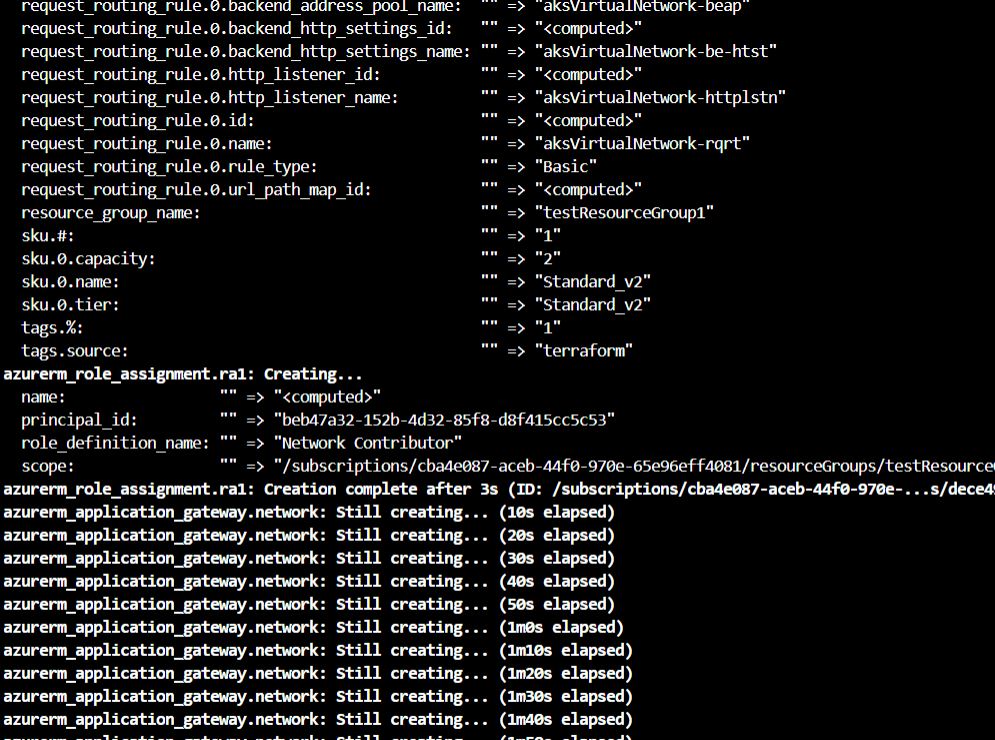 request_routing_rule.0.backend_address_pool_name: "" => "aksVirtualNetwork-beap"
request_routing_rule.0.backend_http_settings_id: "" => "<computed>"
request_routing_rule.0.backend_http_settings_name: "" => "aksVirtualNetwork-be-htst"
request_routing_rule.0.http_listener_id: "" => "<computed>"
request_routing_rule.0.http_listener_name: "" => "aksVirtualNetwork-httplstn"
request_routing_rule.0.id: "" => "<computed>"
request_routing_rule.0.name: "" => "aksVirtualNetwork-rqrt"
request_routing_rule.0.rule_type: "" => "Basic"
request_routing_rule.0.url_path_map_id: "" => "<computed>"
resource_group_name: "" => "testResourceGroup1"
sku.#: "" => "1"
sku.0.capacity: "" => "2"
sku.0.name: "" => "Standard_v2"
sku.0.tier: "" => "Standard_v2"
tags.%: "" => "1"
tags.source: "" => "terraform"
azurerm_role_assignment.ra1: Creating...
name: "" => "<computed>"
principal_id: "" => "beb47a32-152b-4d32-85f8-d8f415cc5c53"
role_definition_name: "" => "Network Contributor"
scope: "" => "/subscriptions/cba4e087-aceb-44f0-970e-65e96eff4081/resourceGroups/testResource
azurerm_role_assignment.ra1: Creation complete after 3s (ID: /subscriptions/cba4e087-aceb-44f0-970e-...s/dece49
azurerm_application_gateway.network: Still creating... (10s elapsed)
azurerm_application_gateway.network: Still creating... (20s elapsed)
azurerm_application_gateway.network: Still creating... (30s elapsed)
azurerm_application_gateway.network: Still creating... (40s elapsed)
azurerm_application_gateway.network: Still creating... (50s elapsed)
azurerm_application_gateway.network: Still creating... (1m0s elapsed)
azurerm_application_gateway.network: Still creating... (1m10s elapsed)
azurerm_application_gateway.network: Still creating... (1m20s elapsed)
azurerm_application_gateway.network: Still creating... (1m30s elapsed)
azurerm_application_gateway.network: Still creating... (1m40s elapsed)